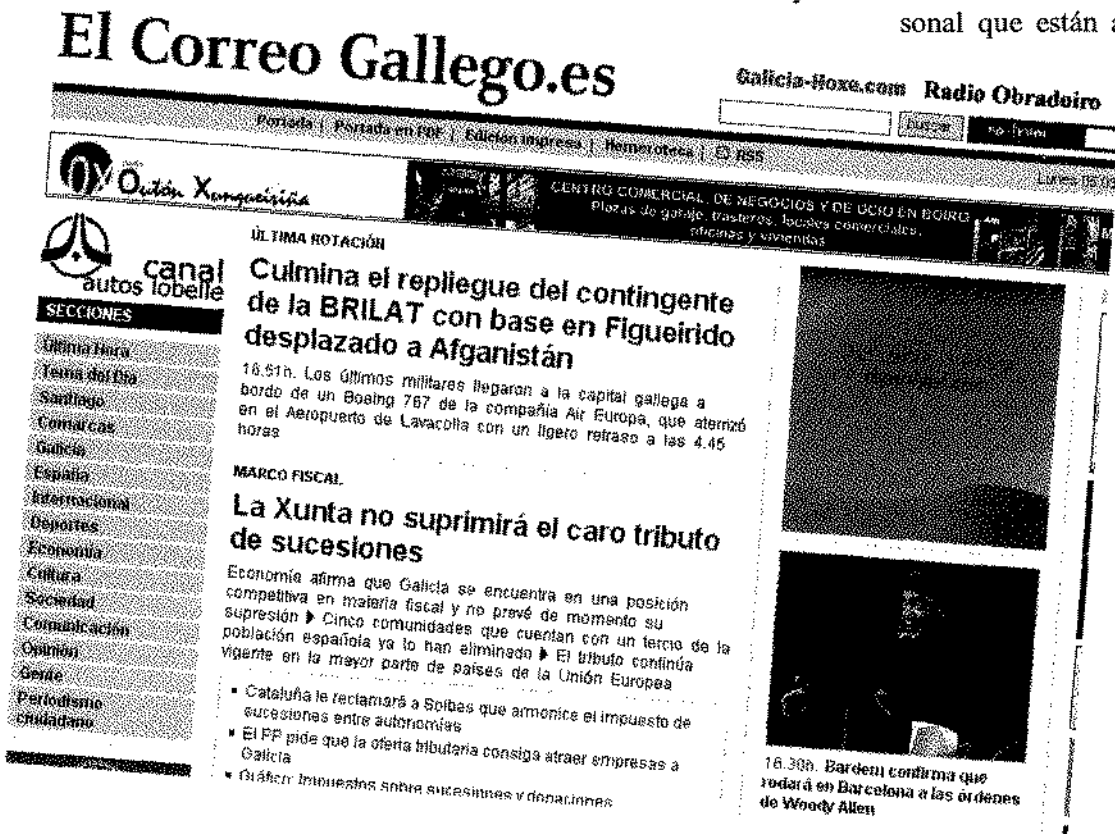 sonal que están a
El Correo Gallego.es
Galicia-Hoxe.com Radio Obradoiro
buscar
Portada | Portada en PDF | Edición impresa | Hemeroteca | RSS
Lunes
Outón Xunqueiriña
CENTRO COMERCIAL, DE NEGOCIOS Y DE OCIO EN BOIRO
Plazas de garaje, trasteros, locales comerciales,
oficinas y viviendas
canal
autos lobelle
SECCIONES
Última Hora
Tema del Día
Santiago
Comarcas
Galicia
España
Internacional
Deportes
Economía
Cultura
Sociedad
Comunicación
Opinión
Gente
Periodismo
ciudadano
ÚLTIMA ROTACIÓN
Culmina el repliegue del contingente
de la BRILAT con base en Figueirido
desplazado a Afganistán
16.51h. Los últimos militares llegaron a la capital gallega a
bordo de un Boeing 767 de la compañía Air Europa, que aterrizó
en el Aeropuerto de Lavacolla con un ligero retraso a las 4.45
horas
MARCO FISCAL
La Xunta no suprimirá el caro tributo
de sucesiones
Economía afirma que Galicia se encuentra en una posición
competitiva en materia fiscal y no prevé de momento su
supresión Cinco comunidades que cuentan con un tercio de la
población española ya lo han eliminado El tributo continúa
vigente en la mayor parte de países de la Unión Europea
▪ Cataluña le reclamará a Solbes que armonice el impuesto de
sucesiones entre autonomías
▪ El PP pide que la oferta tributaria consiga atraer empresas a
Galicia
▪ Gráfico: Impuestos sobre sucesiones y donaciones
16.30h. Bardem confirma que
rodará en Barcelona a las órdenes
de Woody Allen